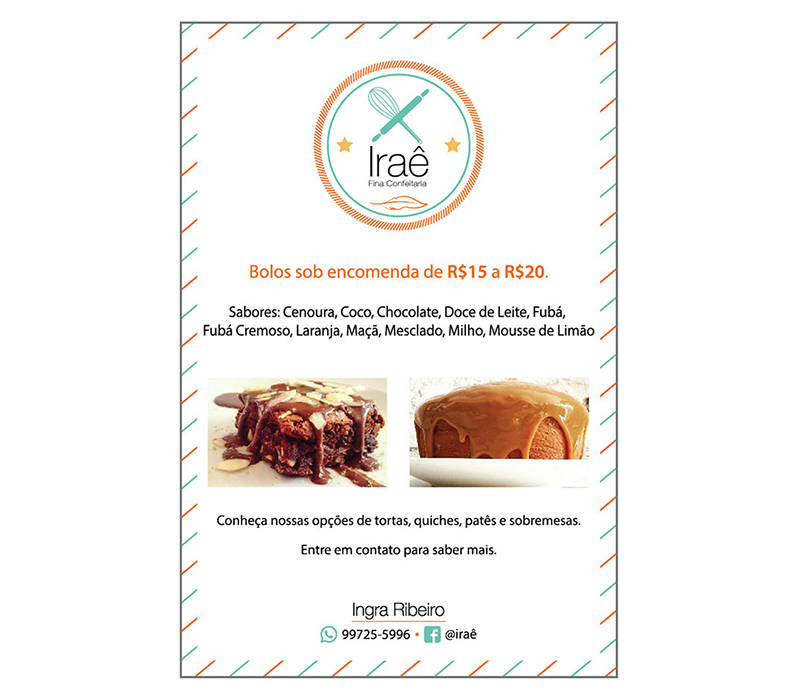 Iraê
Fina Confeitaria
Bolos sob encomenda de R$15 a R$20.
Sabores: Cenoura, Coco, Chocolate, Doce de Leite, Fubá,
Fubá Cremoso, Laranja, Maçã, Mesclado, Milho, Mousse de Limão
Conheça nossas opções de tortas, quiches, patês e sobremesas.
Entre em contato para saber mais.
Ingra Ribeiro
99725-5996 • @iraê